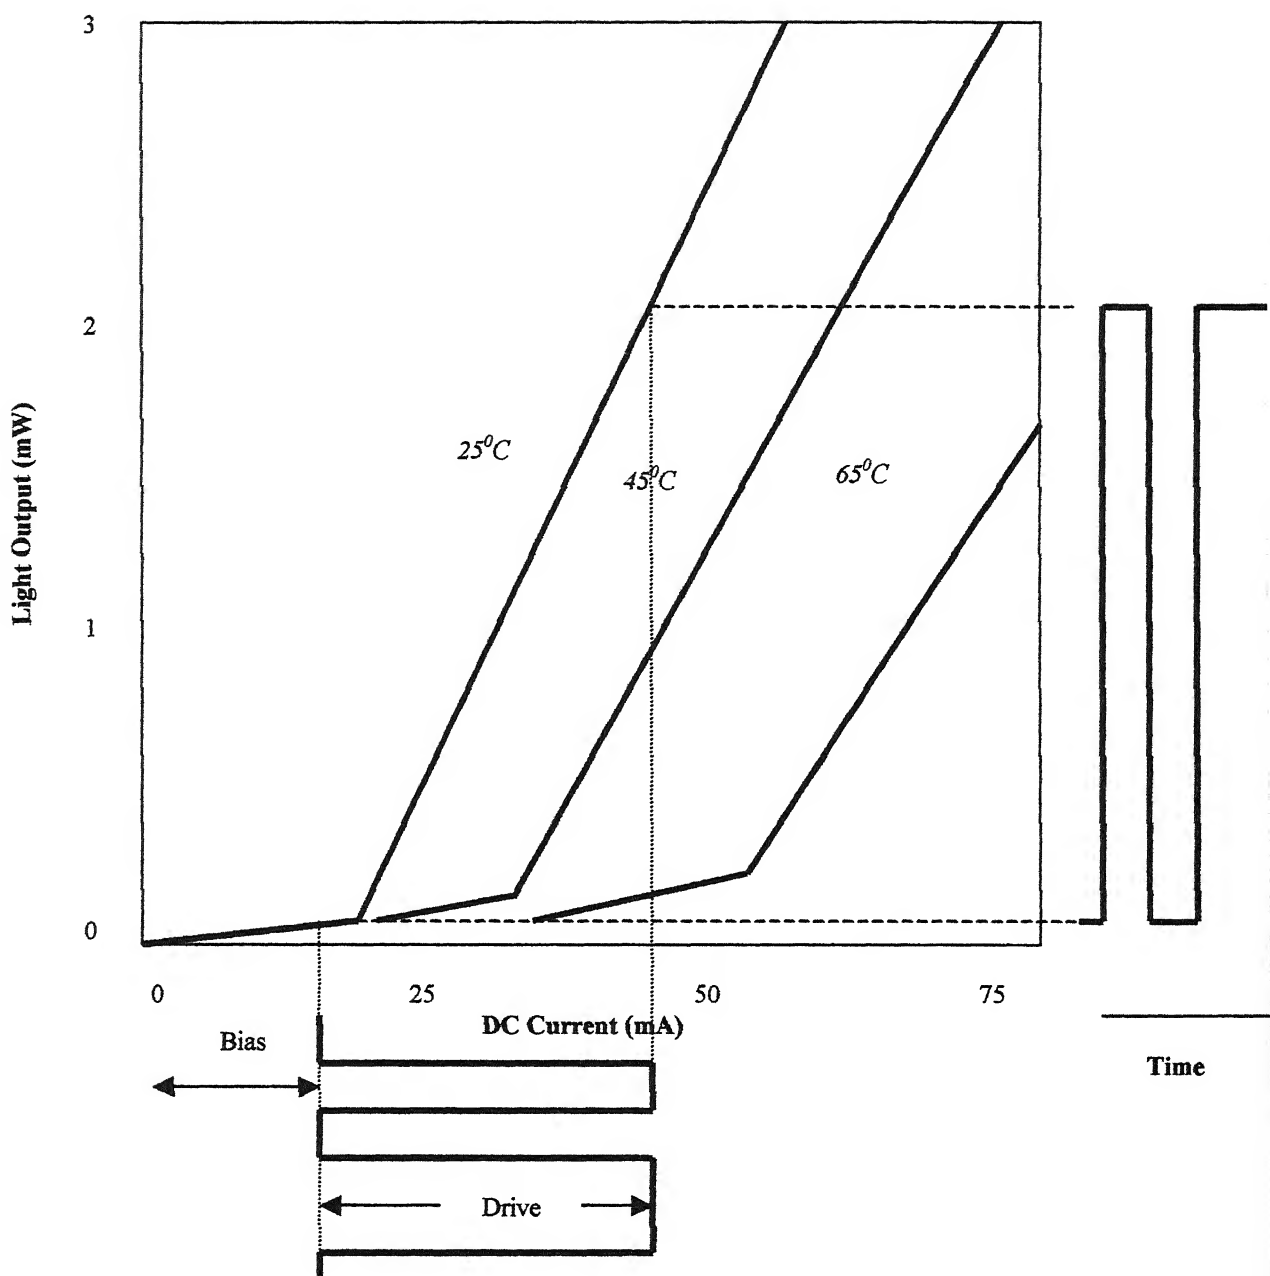 3
2
1
0
Light Output (mW)
25⁰C
45⁰C
65⁰C
0 25 50 75
DC Current (mA)
Bias
Time
Drive